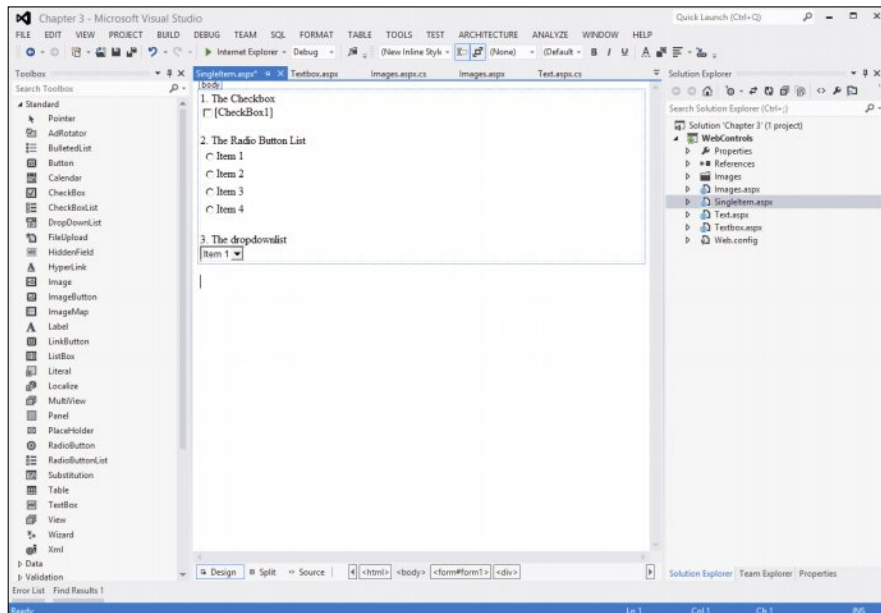 Chapter 3 - Microsoft Visual Studio
Quick Launch (Ctrl+Q)
FILE EDIT VIEW PROJECT BUILD DEBUG TEAM SQL FORMAT TABLE TOOLS TEST ARCHITECTURE ANALYZE WINDOW HELP
Internet Explorer Debug (New Inline Style (None) (Default B I U A
Toolbox
Search Toolbox
Standard
Pointer
AdRotator
BulletedList
Button
Calendar
CheckBox
CheckBoxList
DropDownList
FileUpload
HiddenField
HyperLink
Image
ImageButton
ImageMap
Label
LinkButton
ListBox
Literal
Localize
MultiView
Panel
PlaceHolder
RadioButton
RadioButtonList
Substitution
Table
TextBox
View
Wizard
Xml
Data
Validation
SingleItem.aspx* Textbox.aspx Images.aspx.cs Images.aspx Text.aspx.cs
body
1. The Checkbox
[CheckBox1]
2. The Radio Button List
Item 1
Item 2
Item 3
Item 4
3. The dropdownlist
Item 1
Design Split Source <html> <body> <form#form1> <div>
Solution Explorer
Search Solution Explorer (Ctrl+;)
Solution 'Chapter 3' (1 project)
WebControls
Properties
References
Images
Images.aspx
SingleItem.aspx
Text.aspx
Textbox.aspx
Web.config
Solution Explorer Team Explorer Properties
Error List Find Results 1
Ready Ln 1 Col 1 Ch 1 INS